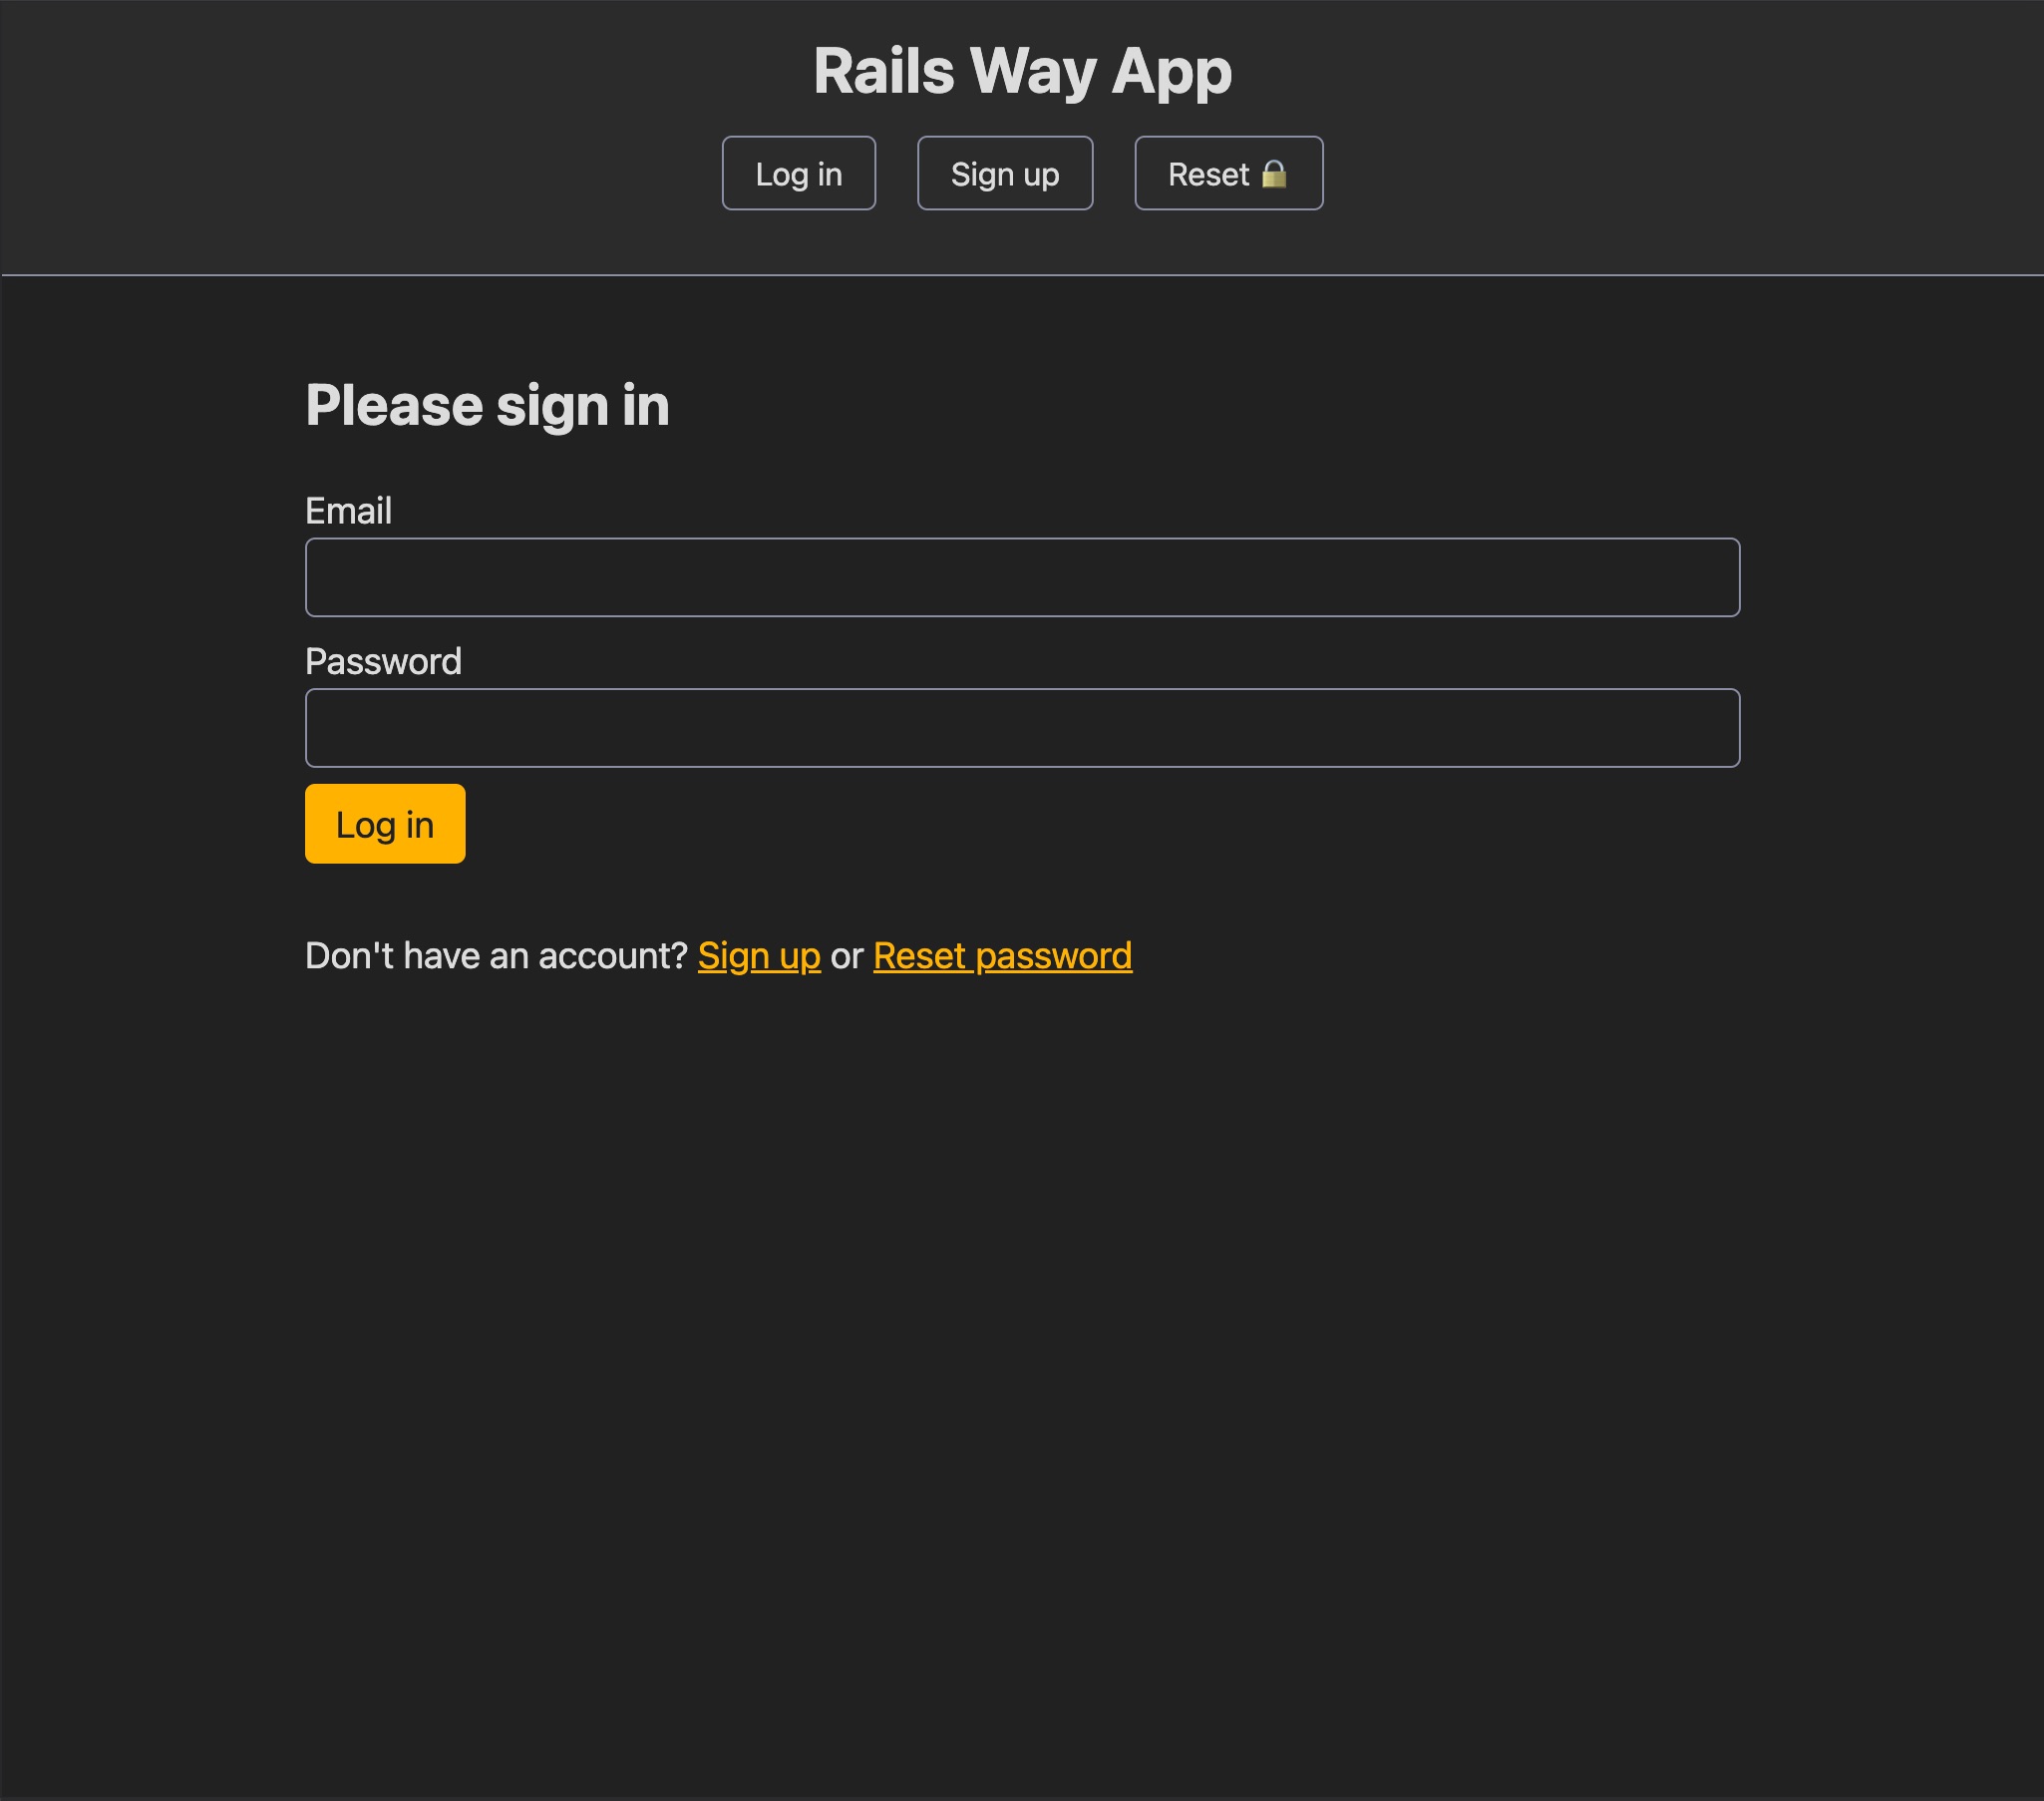 Rails Way App
Log in Sign up Reset 🔒
Please sign in
Email
Password
Log in
Don't have an account? Sign up or Reset password